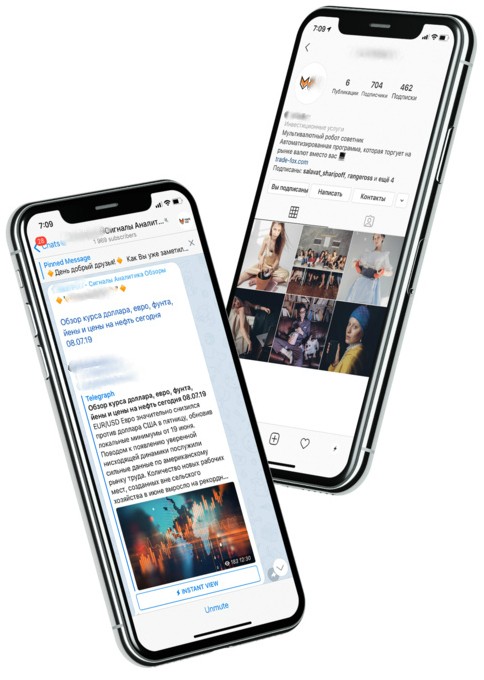 7:09
Chats
Сигналы Аналит...
1 969 subscribers
Pinned Message
День добрый друзья! Как Вы уже заметил...
- Сигналы Аналитика Обзоры
Обзор курса доллара, евро, фунта,
йены и цены на нефть сегодня
08.07.19
Telegraph
Обзор курса доллара, евро, фунта,
йены и цены на нефть сегодня 08.07.19
EUR/USD Евро значительно снизился
против доллара США в пятницу, обновив
локальные минимумы от 19 июня.
Поводом к появлению уверенной
нисходящей динамики послужили
сильные данные по американскому
рынку труда. Количество новых рабочих
мест, созданных вне сельского
хозяйства в июне выросло на рекордн...
182 12:30
INSTANT VIEW
Unmute
7:09
6 704 462
Публикации Подписчики Подписки
Инвестиционные услуги
Мультивалютный робот советник
Автоматизированная программа, которая торгует на
рынке валют вместо вас
trade-fox.com
Подписаны: salavat_sharipoff, rangeross и ещё 4
Вы подписаны Написать Контакты